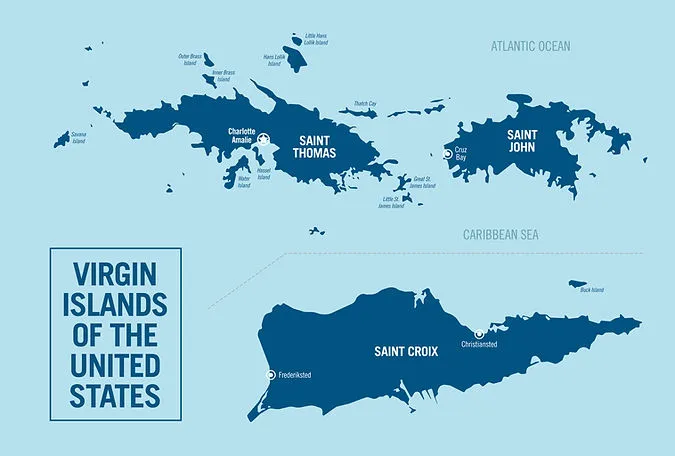 Little Hans
Lollik Island
ATLANTIC OCEAN
Outer Brass
Island
Hans Lollik
Island
Inner Brass
Island
Thatch Cay
Savana
Island
Charlotte
Amalie
SAINT
THOMAS
SAINT
JOHN
Cruz
Bay
Hassel
Island
Water
Island
Great St.
James Island
Little St.
James Island
CARIBBEAN SEA
VIRGIN
ISLANDS
OF THE
UNITED
STATES
Buck Island
Christiansted
SAINT CROIX
Frederiksted